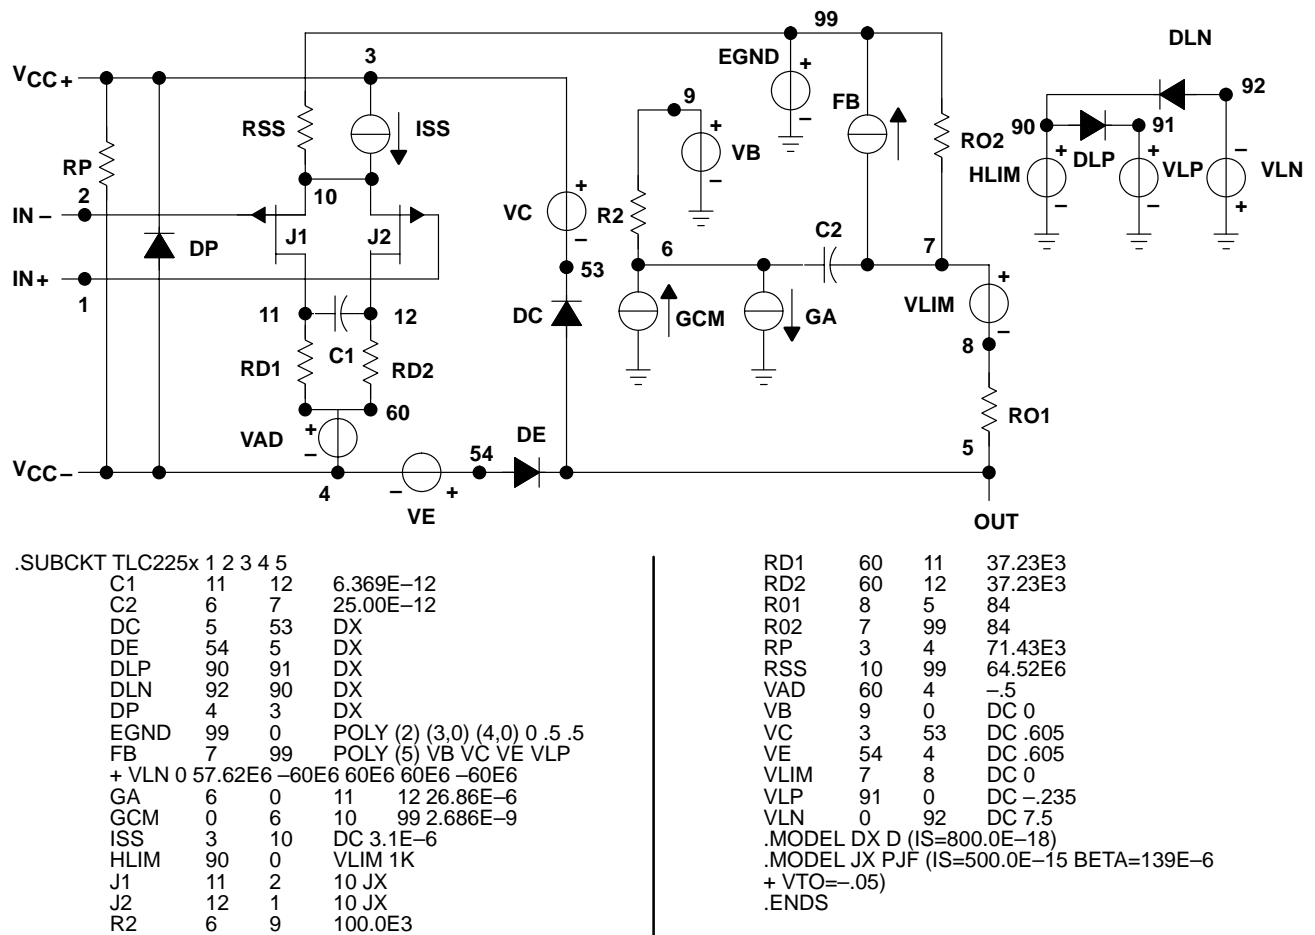 99
DLN
3
EGND
+
VCC+
9
FB
92
RSS
ISS
+
–
90
91
–
RP
VB
RO2
+
DLP
+
2
10
–
HLIM
VLP
VLN
+
IN –
VC
R2
–
–
+
J1
J2
–
C2
DP
6
7
IN+
53
+
1
DC
GCM
GA
VLIM
11
12
–
C1
8
RD1
RD2
60
RO1
+
VAD
DE
–
54
5
VCC–
4
–
+
VE
OUT
.SUBCKT TLC225x 1 2 3 4 5
C1 11 12 6.369E–12
C2 6 7 25.00E–12
DC 5 53 DX
DE 54 5 DX
DLP 90 91 DX
DLN 92 90 DX
DP 4 3 DX
EGND 99 0 POLY (2) (3,0) (4,0) 0 .5 .5
FB 7 99 POLY (5) VB VC VE VLP
+ VLN 0 57.62E6 –60E6 60E6 60E6 –60E6
GA 6 0 11 12 26.86E–6
GCM 0 6 10 99 2.686E–9
ISS 3 10 DC 3.1E–6
HLIM 90 0 VLIM 1K
J1 11 2 10 JX
J2 12 1 10 JX
R2 6 9 100.0E3
RD1 60 11 37.23E3
RD2 60 12 37.23E3
R01 8 5 84
R02 7 99 84
RP 3 4 71.43E3
RSS 10 99 64.52E6
VAD 60 4 –.5
VB 9 0 DC 0
VC 3 53 DC .605
VE 54 4 DC .605
VLIM 7 8 DC 0
VLP 91 0 DC –.235
VLN 0 92 DC 7.5
.MODEL DX D (IS=800.0E–18)
.MODEL JX PJF (IS=500.0E–15 BETA=139E–6
+ VTO=–.05)
.ENDS